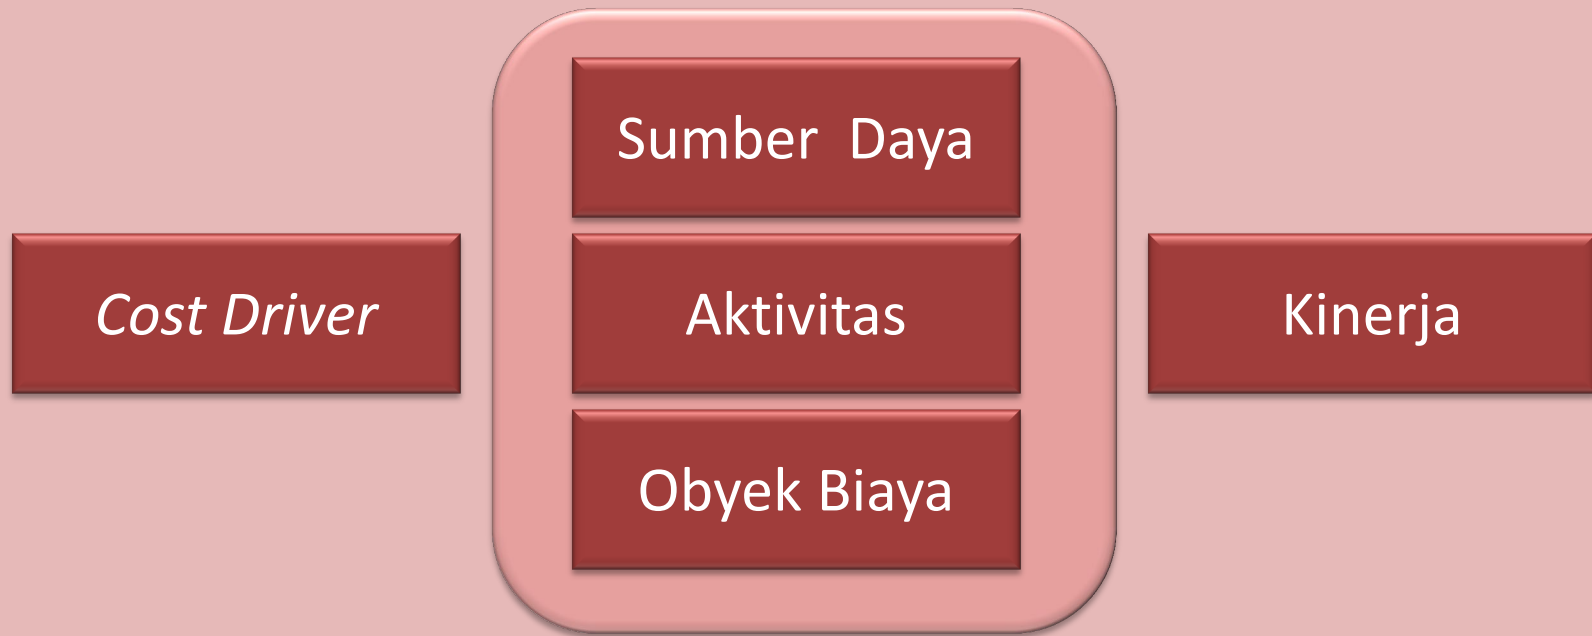 Sumber Daya
Cost Driver
Aktivitas
Kinerja
Obyek Biaya